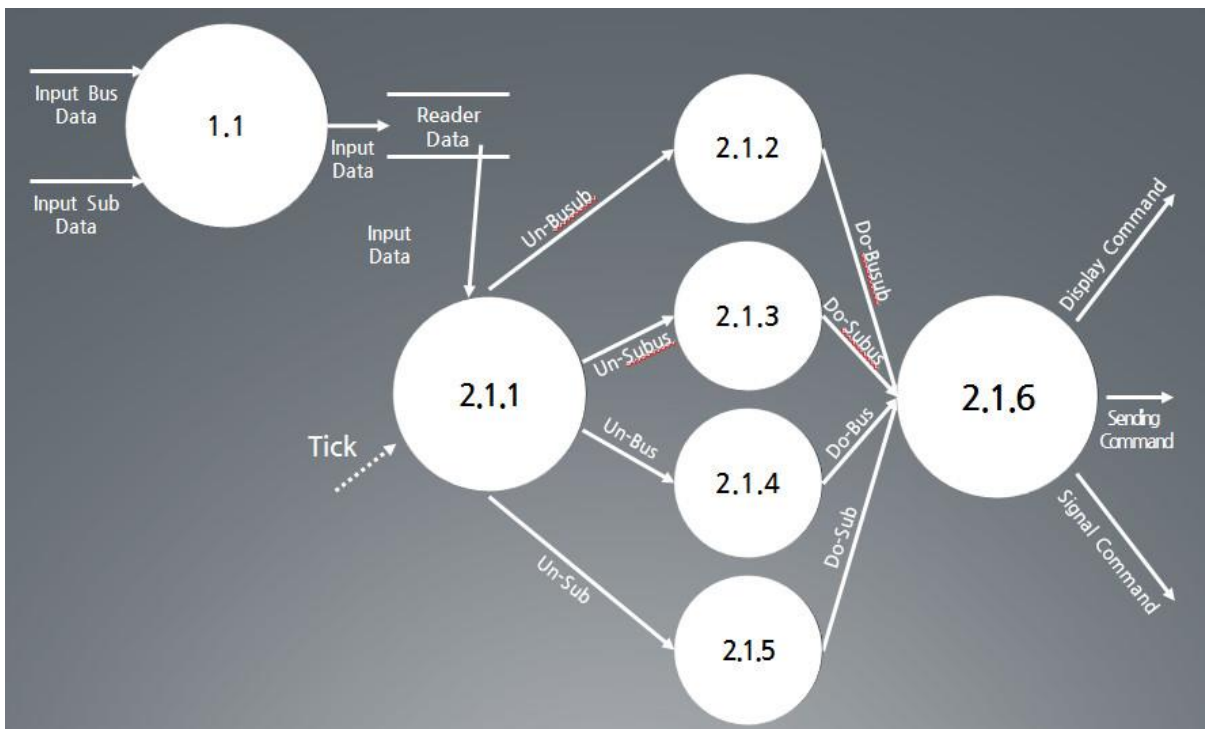 Input Bus
Data
1.1
Input Sub
Data
Input
Data
Reader
Data
Input
Data
Tick
2.1.1
Un-Busub
Un-Subus
Un-Bus
Un-Sub
2.1.2
2.1.3
2.1.4
2.1.5
Do-Busub
Do-Subus
Do-Bus
Do-Sub
2.1.6
Display Command
Sending
Command
Signal Command